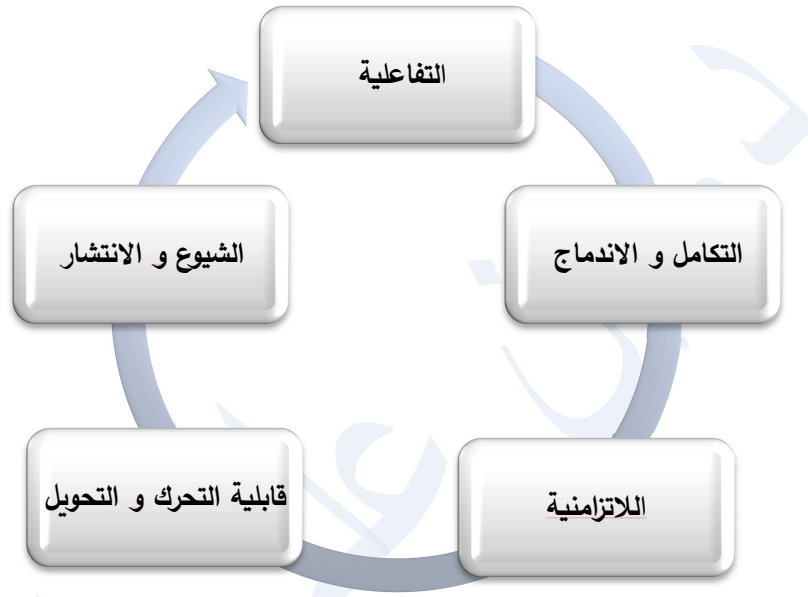 التفاعلية
التكامل و الاندماج
اللاتزامنية
قابلية التحرك و التحويل
الشيوع و الانتشار